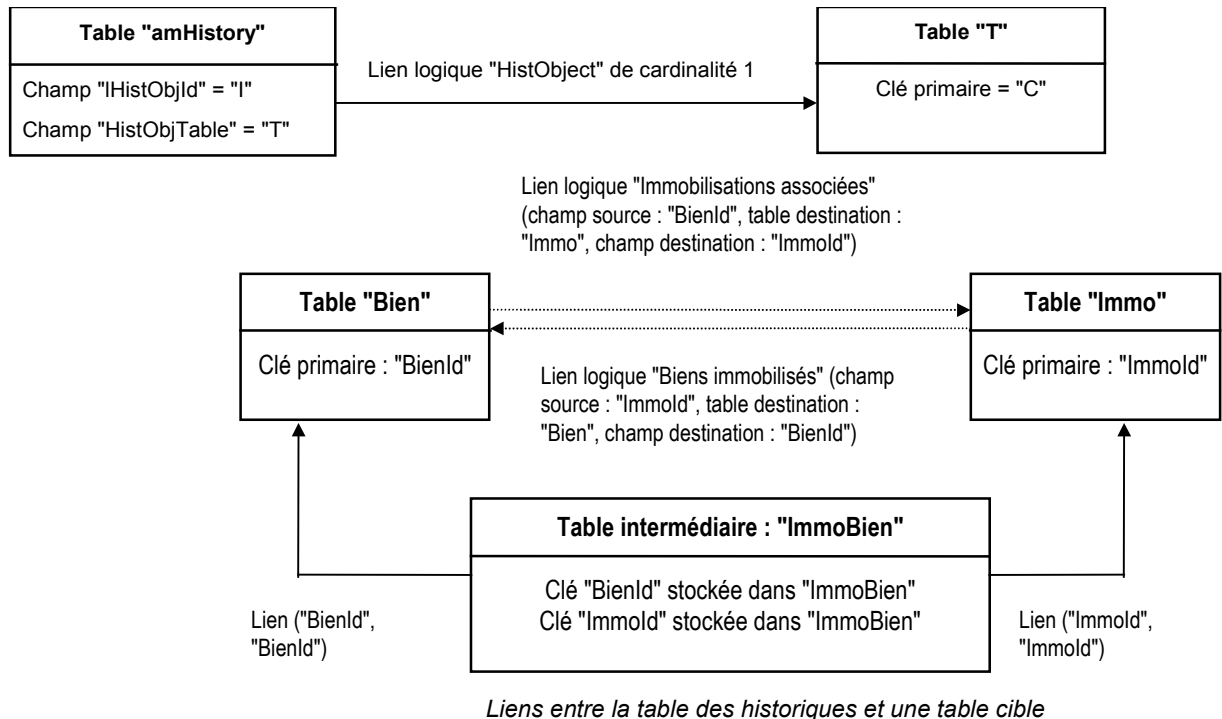 Table "amHistory"
Champ "lHistObjId" = "I"
Champ "HistObjTable" = "T"
Lien logique "HistObject" de cardinalité 1
Table "T"
Clé primaire = "C"
Lien logique "Immobilisations associées"
(champ source : "BienId", table destination :
"Immo", champ destination : "ImmoId")
Table "Bien"
Clé primaire : "BienId"
Table "Immo"
Clé primaire : "ImmoId"
Lien logique "Biens immobilisés" (champ
source : "ImmoId", table destination :
"Bien", champ destination : "BienId")
Table intermédiaire : "ImmoBien"
Clé "BienId" stockée dans "ImmoBien"
Clé "ImmoId" stockée dans "ImmoBien"
Lien ("BienId",
"BienId")
Lien ("ImmoId",
"ImmoId")
Liens entre la table des historiques et une table cible